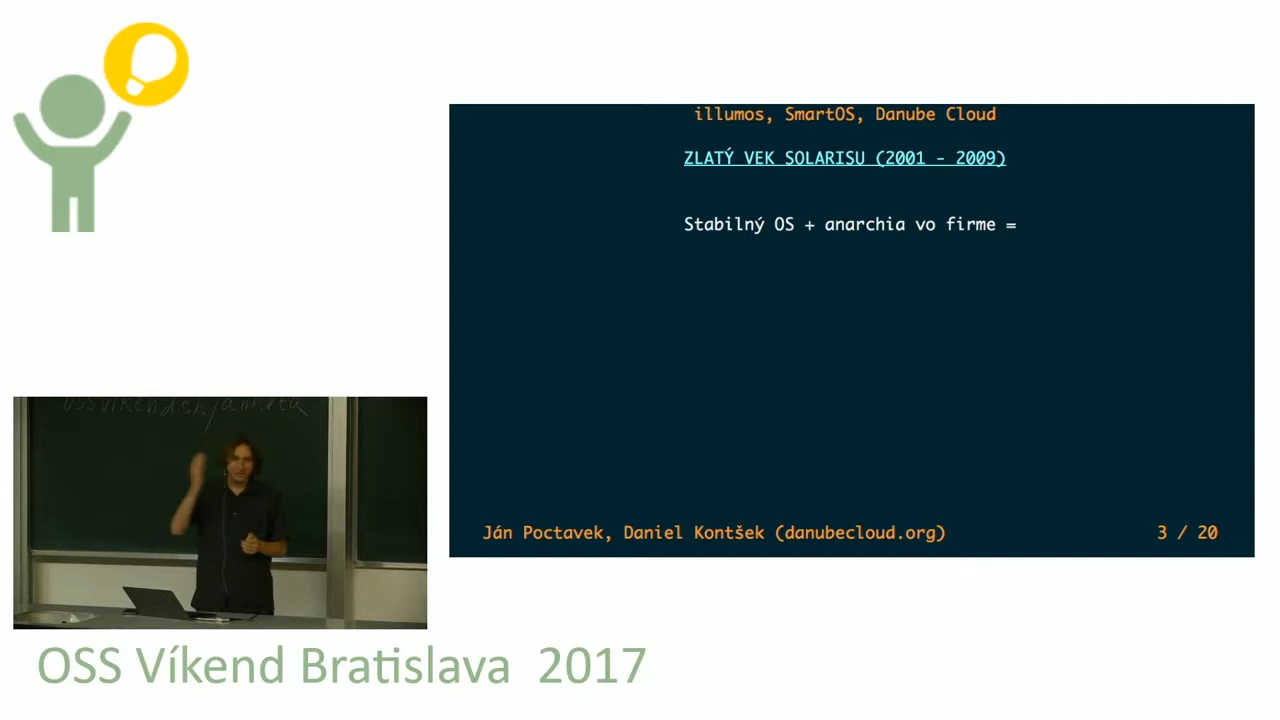 illumos, SmartOS, Danube Cloud
ZLATÝ VEK SOLARISU (2001 - 2009)
Stabilný OS + anarchia vo firme =
Ján Poctavek, Daniel Kontšek (danubecloud.org)
3 / 20
OSS Víkend Bratislava 2017